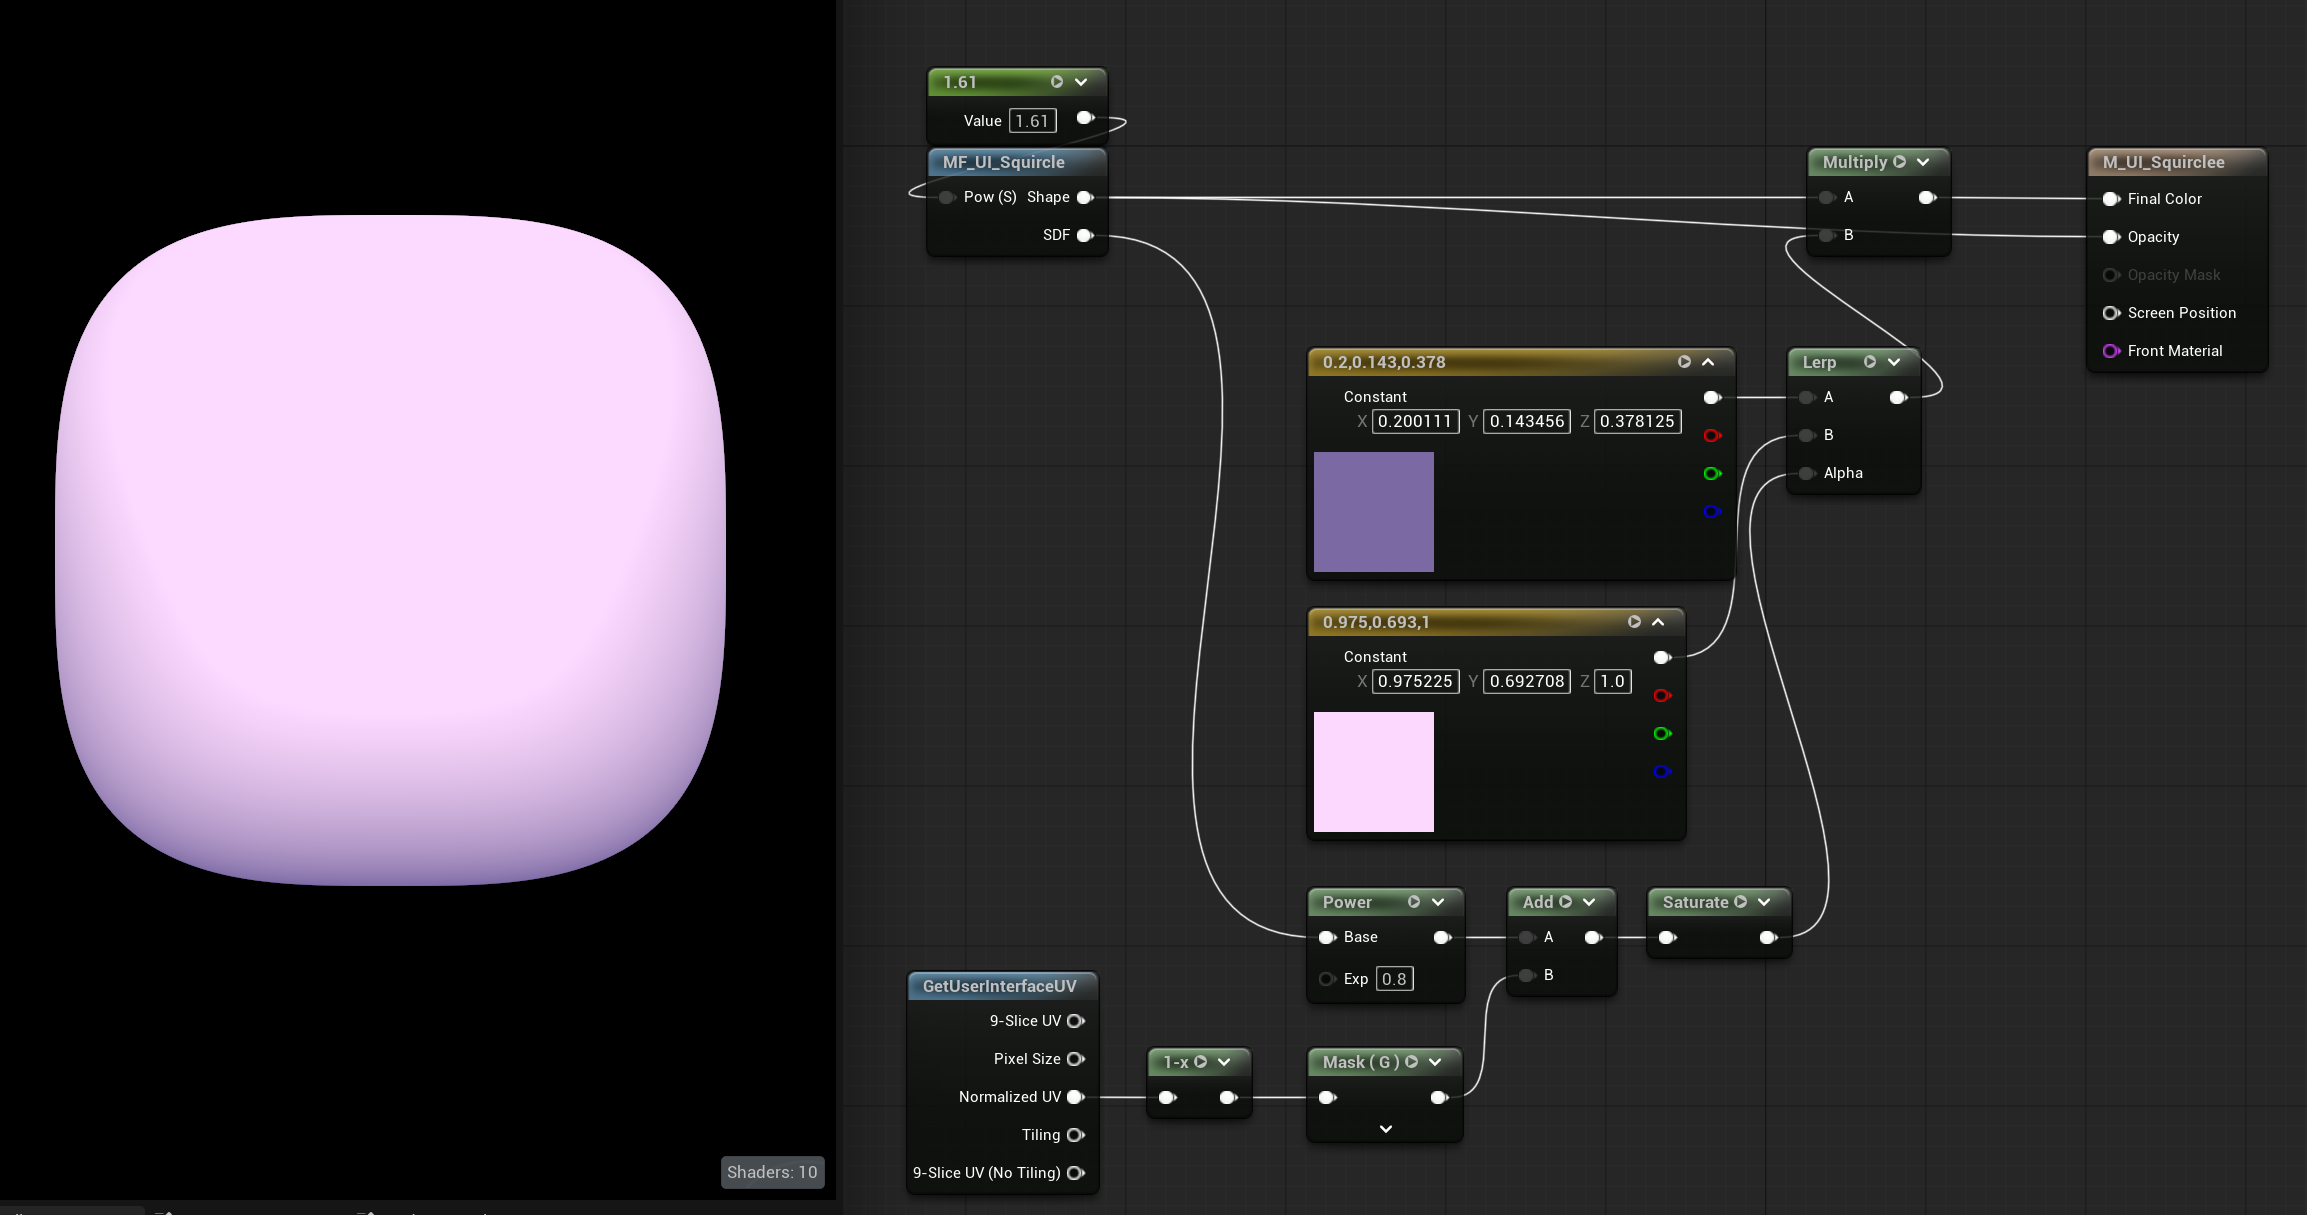 1.61
Value 1.61
MF_UI_Squircle
Pow (S) Shape
SDF
Multiply
A
B
M_UI_Squirclee
Final Color
Opacity
Opacity Mask
Screen Position
Front Material
0.2,0.143,0.378
Constant
X 0.200111 Y 0.143456 Z 0.378125
Lerp
A
B
Alpha
0.975,0.693,1
Constant
X 0.975225 Y 0.692708 Z 1.0
Power
Base
Exp 0.8
Add
A
B
Saturate
GetUserInterfaceUV
9-Slice UV
Pixel Size
Normalized UV
Tiling
9-Slice UV (No Tiling)
1-x
Mask ( G )
Shaders: 10